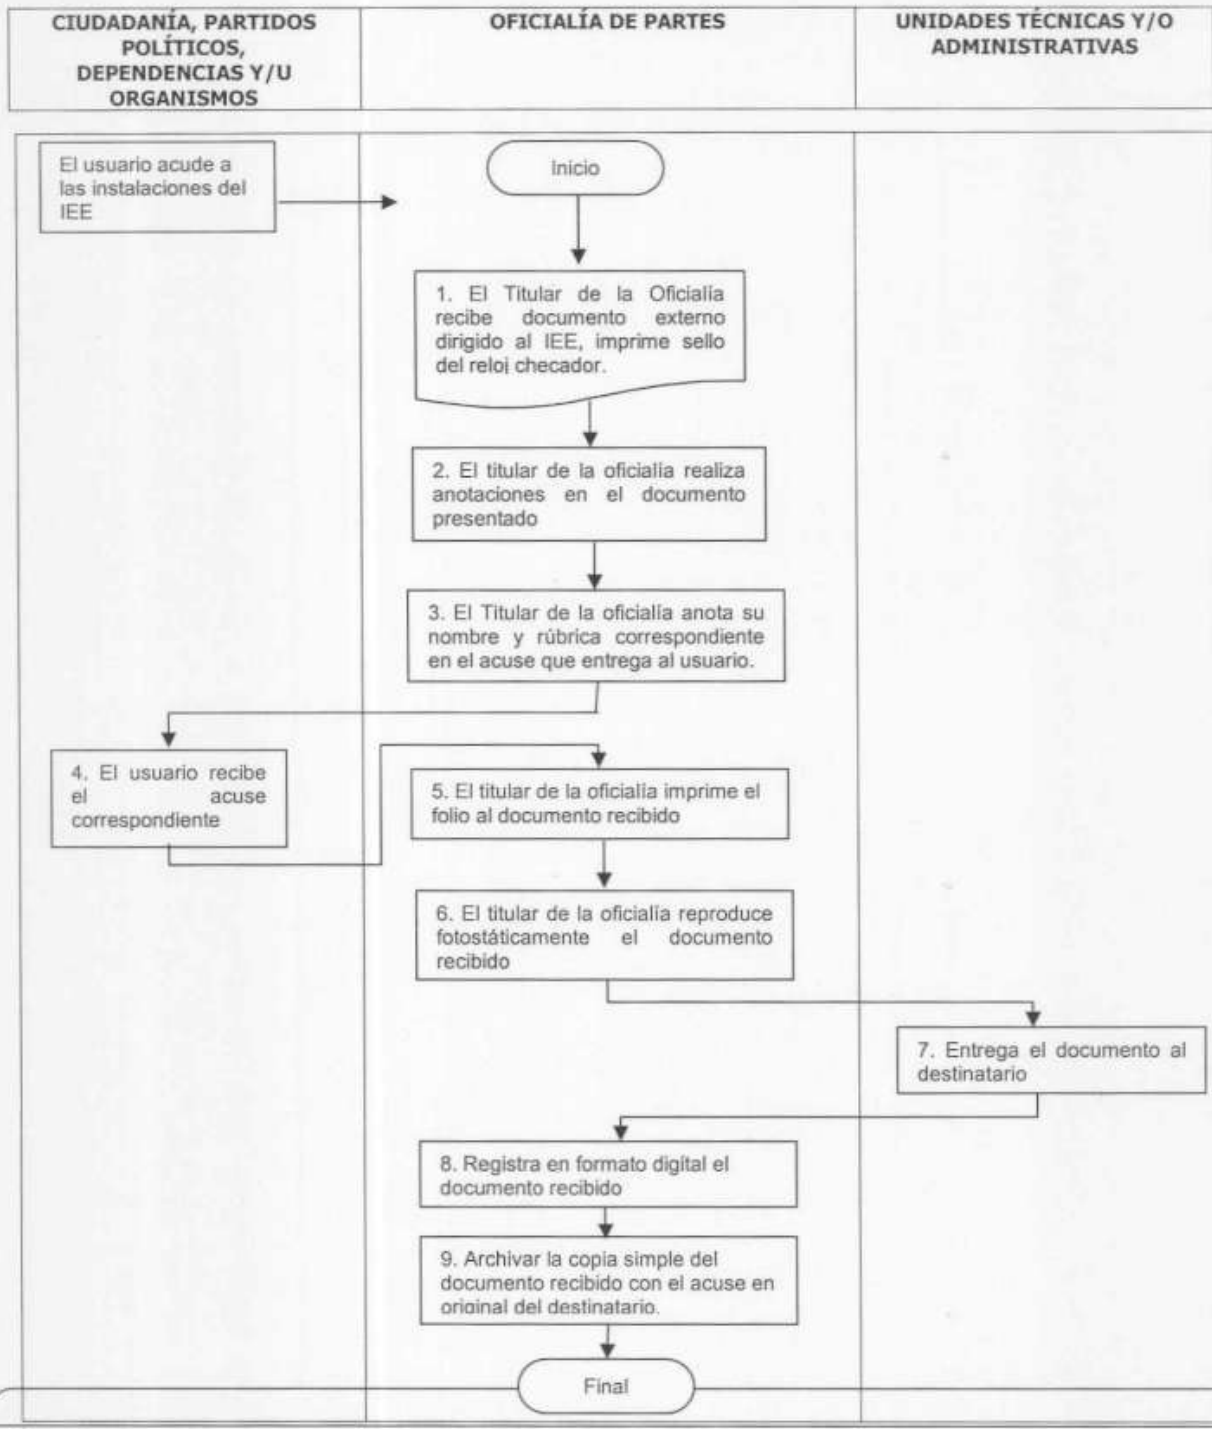 CIUDADANÍA, PARTIDOS
POLÍTICOS,
DEPENDENCIAS Y/U
ORGANISMOS
OFICIALÍA DE PARTES
UNIDADES TÉCNICAS Y/O
ADMINISTRATIVAS
El usuario acude a
las instalaciones del
IEE
Inicio
1. El Titular de la Oficialía
recibe documento externo
dirigido al IEE, imprime sello
del reloj checador.
2. El titular de la oficialía realiza
anotaciones en el documento
presentado
3. El Titular de la oficialía anota su
nombre y rúbrica correspondiente
en el acuse que entrega al usuario.
4. El usuario recibe
el acuse
correspondiente
5. El titular de la oficialía imprime el
folio al documento recibido
6. El titular de la oficialía reproduce
fotostáticamente el documento
recibido
7. Entrega el documento al
destinatario
8. Registra en formato digital el
documento recibido
9. Archivar la copia simple del
documento recibido con el acuse en
original del destinatario.
Final